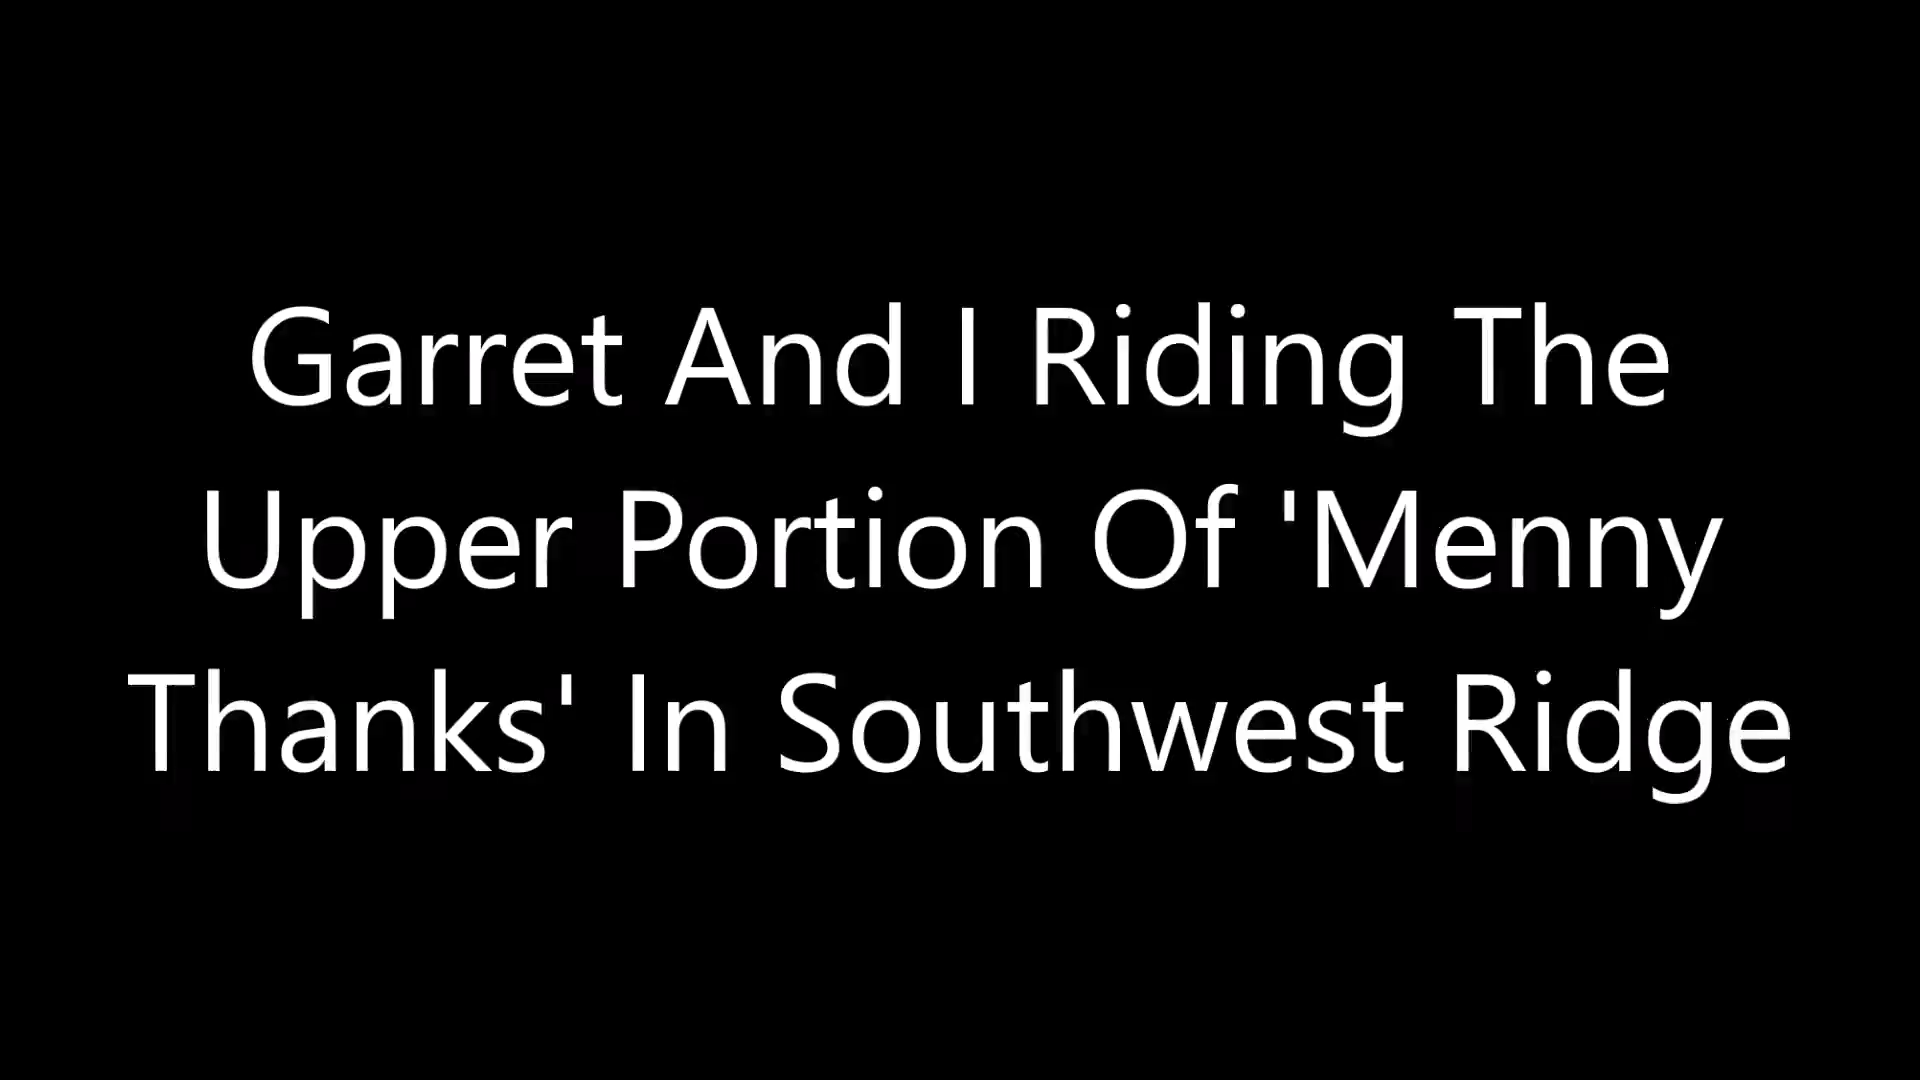 Garret And I Riding The
Upper Portion Of 'Menny
Thanks' In Southwest Ridge